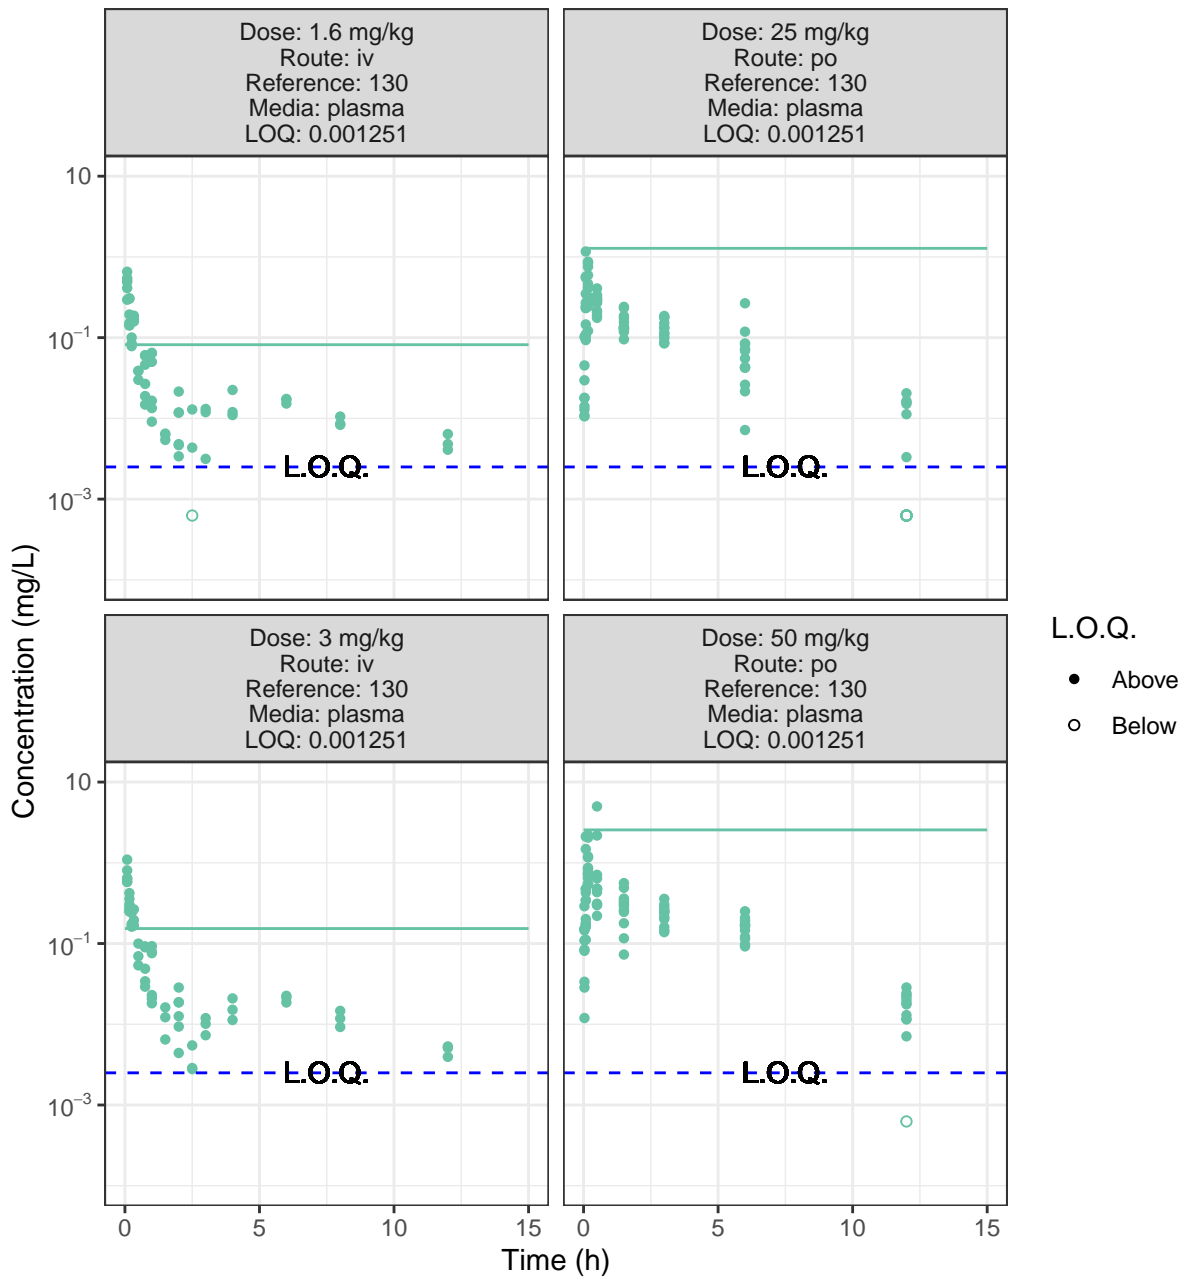 Dose: 1.6 mg/kg
Route: iv
Reference: 130
Media: plasma
LOQ: 0.001251
Dose: 25 mg/kg
Route: po
Reference: 130
Media: plasma
LOQ: 0.001251
10
10⁻¹
10⁻³
L.O.Q.
L.O.Q.
Dose: 3 mg/kg
Route: iv
Reference: 130
Media: plasma
LOQ: 0.001251
Dose: 50 mg/kg
Route: po
Reference: 130
Media: plasma
LOQ: 0.001251
10
10⁻¹
10⁻³
L.O.Q.
L.O.Q.
0 5 10 15
0 5 10 15
Time (h)
Concentration (mg/L)
L.O.Q.
Above
Below